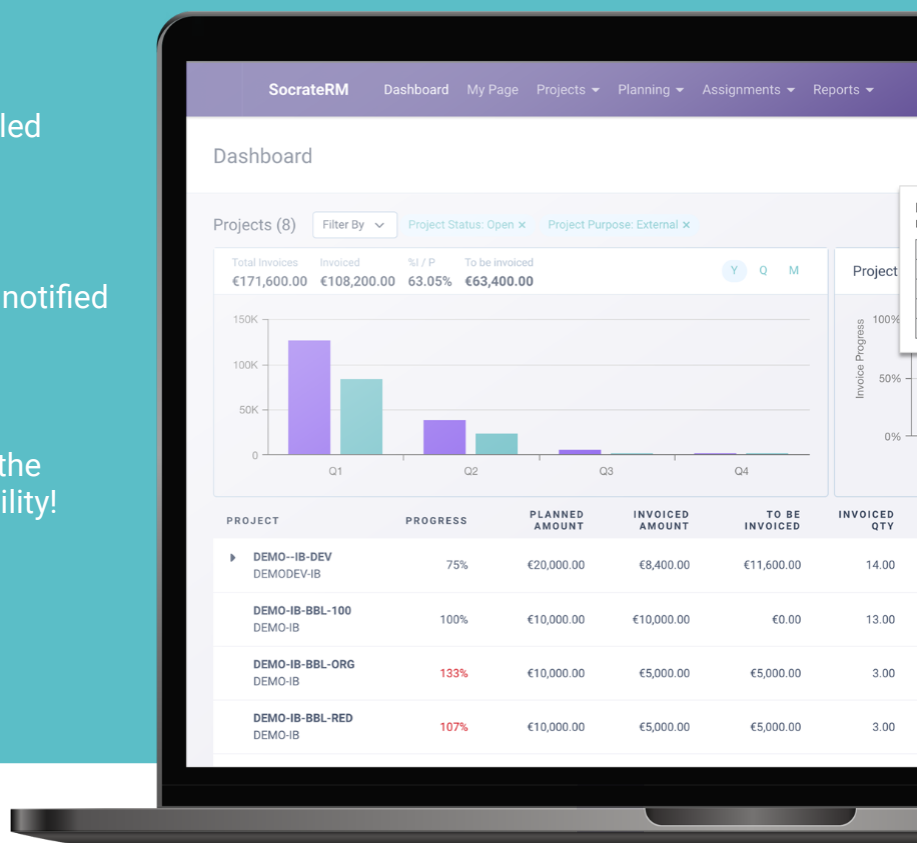 led
notified
the
ility!
SocrateRM Dashboard My Page Projects Planning Assignments Reports
Dashboard
Projects (8) Filter By Project Status: Open × Project Purpose: External ×
Total Invoices Invoiced %I / P To be invoiced
€171,600.00 €108,200.00 63.05% €63,400.00
Y Q M
150K
100K
50K
0
Q1 Q2 Q3 Q4
Project
Invoice Progress
100%
50%
0%
PROJECT PROGRESS PLANNED AMOUNT INVOICED AMOUNT TO BE INVOICED INVOICED QTY
DEMO--IB-DEV 75% €20,000.00 €8,400.00 €11,600.00 14.00
DEMODEV-IB
DEMO-IB-BBL-100 100% €10,000.00 €10,000.00 €0.00 13.00
DEMO-IB
DEMO-IB-BBL-ORG 133% €10,000.00 €5,000.00 €5,000.00 3.00
DEMO-IB
DEMO-IB-BBL-RED 107% €10,000.00 €5,000.00 €5,000.00 3.00
DEMO-IB